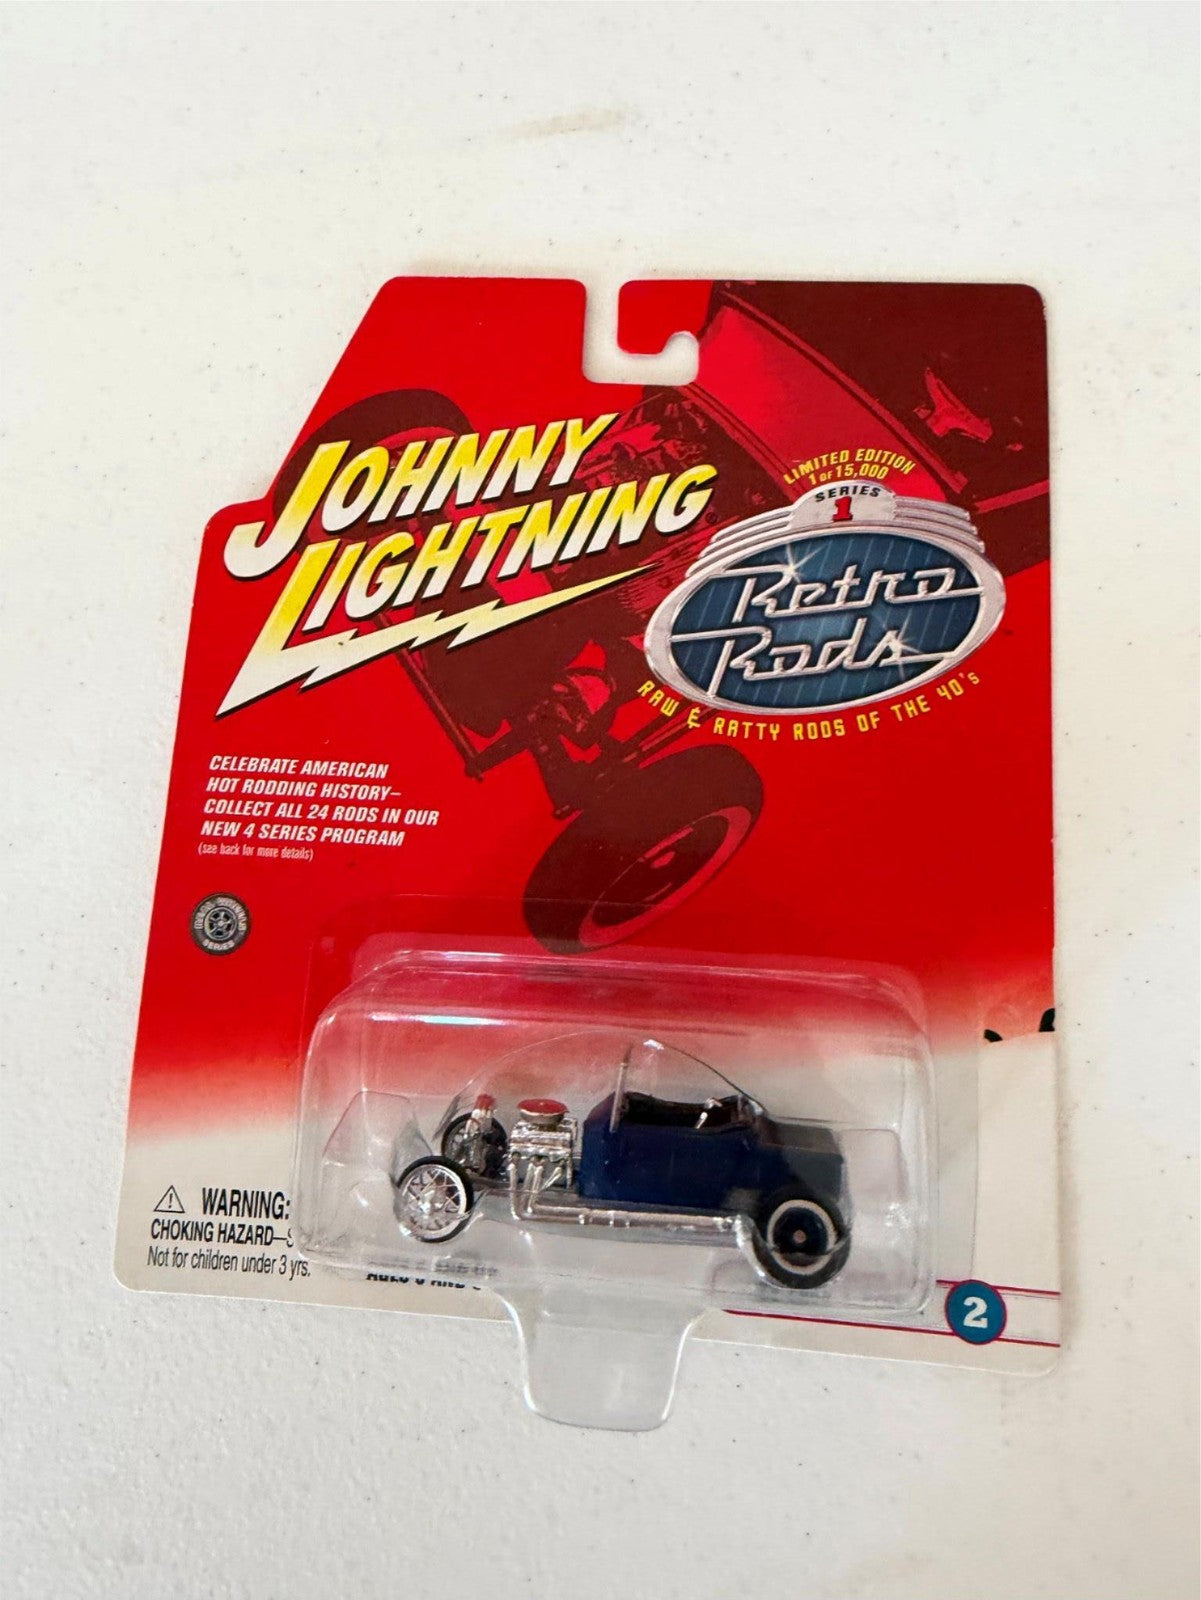 JOHNNY
LIGHTNING
LIMITED EDITION
1 OF 15,000
SERIES
1
Retro
Rods
RAW & RATTY RODS OF THE 40's
CELEBRATE AMERICAN
HOT RODDING HISTORY–
COLLECT ALL 24 RODS IN OUR
NEW 4 SERIES PROGRAM
(see back for more details)
SERIES
WARNING:
CHOKING HAZARD—S
Not for children under 3 yrs.
2